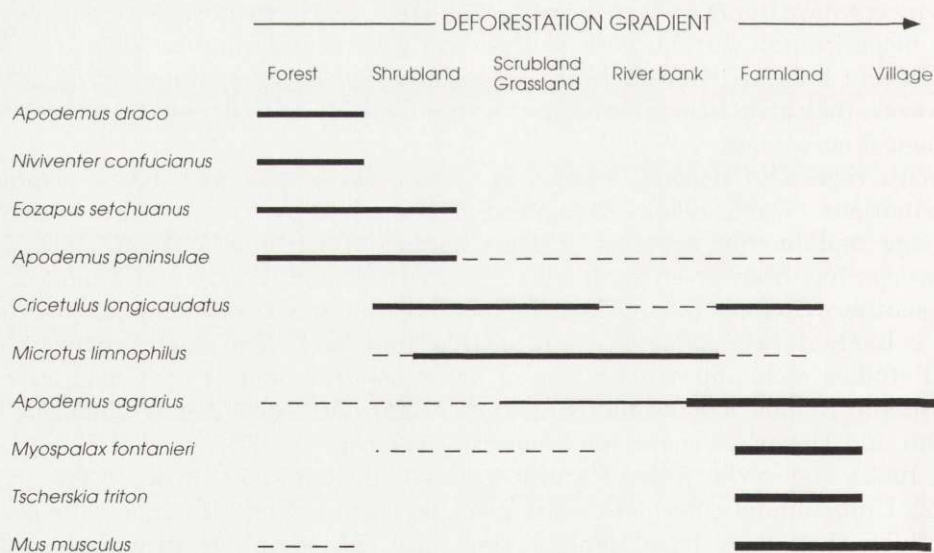 DEFORESTATION GRADIENT
Forest
Shrubland
Scrubland
Grassland
River bank
Farmland
Village
Apodemus draco
Niviventer confucianus
Eozapus setchuanus
Apodemus peninsulae
Cricetulus longicaudatus
Microtus limnophilus
Apodemus agrarius
Myospalax fontanieri
Tscherskia triton
Mus musculus